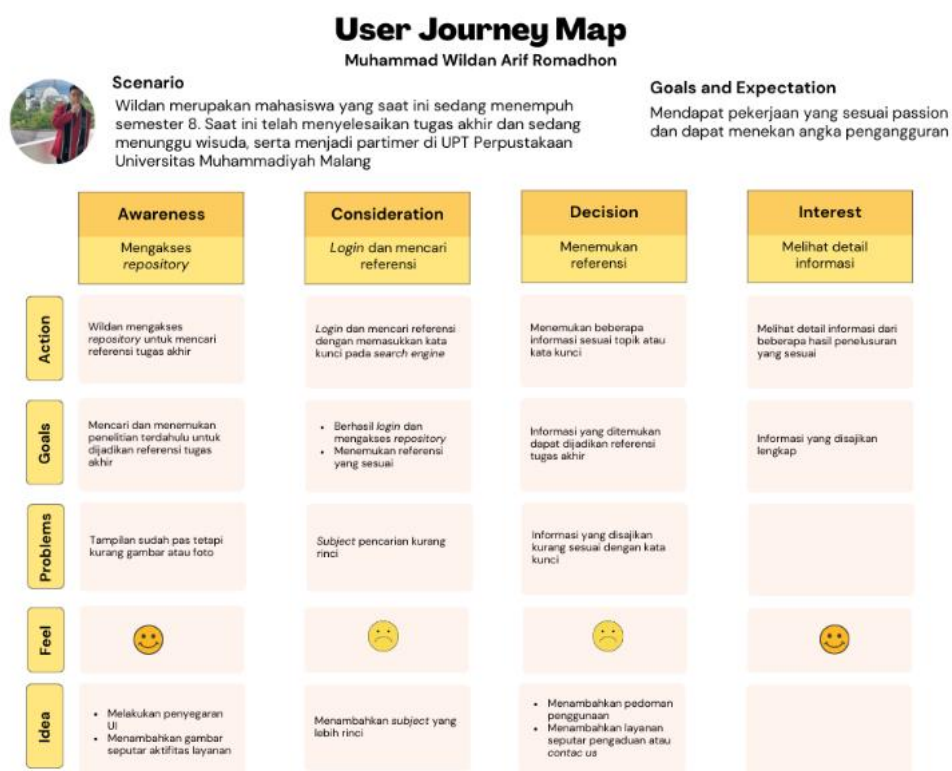 User Journey Map
Muhammad Wildan Arif Romadhon
Scenario
Wildan merupakan mahasiswa yang saat ini sedang menempuh
semester 8. Saat ini telah menyelesaikan tugas akhir dan sedang
menunggu wisuda, serta menjadi partimer di UPT Perpustakaan
Universitas Muhammadiyah Malang
Goals and Expectation
Mendapat pekerjaan yang sesuai passion
dan dapat menekan angka pengangguran
Awareness
Mengakses
repository
Consideration
Login dan mencari
referensi
Decision
Menemukan
referensi
Interest
Melihat detail
informasi
Action
Wildan mengakses
repository untuk mencari
referensi tugas akhir
Login dan mencari referensi
dengan memasukkan kata
kunci pada search engine
Menemukan beberapa
informasi sesuai topik atau
kata kunci
Melihat detail informasi dari
beberapa hasil penelusuran
yang sesuai
Goals
Mencari dan menemukan
penelitian terdahulu untuk
dijadikan referensi tugas
akhir
• Berhasil login dan
mengakses repository
• Menemukan referensi
yang sesuai
Informasi yang ditemukan
dapat dijadikan referensi
tugas akhir
Informasi yang disajikan
lengkap
Problems
Tampilan sudah pas tetapi
kurang gambar atau foto
Subject pencarian kurang
rinci
Informasi yang disajikan
kurang sesuai dengan kata
kunci
Feel
Idea
• Melakukan penyegaran
UI
• Menambahkan gambar
seputar aktifitas layanan
Menambahkan subject yang
lebih rinci
• Menambahkan pedoman
penggunaan
• Menambahkan layanan
seputar pengaduan atau
contac us